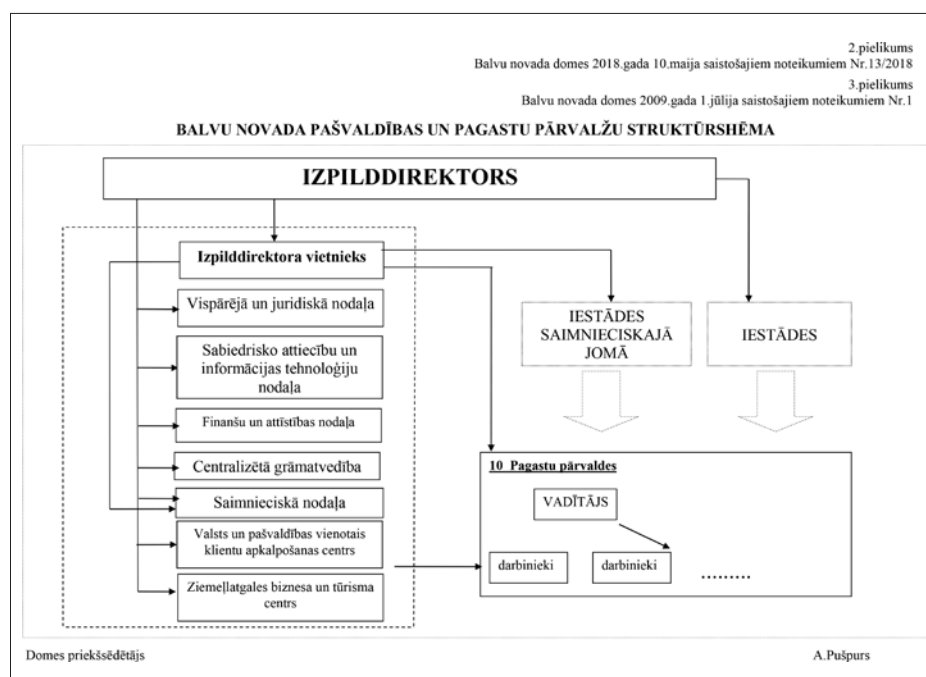 2.pielikums
Balvu novada domes 2018.gada 10.maija saistošajiem noteikumiem Nr.13/2018
3.pielikums
Balvu novada domes 2009.gada 1.jūlija saistošajiem noteikumiem Nr.1
BALVU NOVADA PAŠVALDĪBAS UN PAGASTU PĀRVALŽU STRUKTŪRSHĒMA
IZPILDDIREKTORS
Izpilddirektora vietnieks
Vispārējā un juridiskā nodaļa
Sabiedrisko attiecību un
informācijas tehnoloģiju
nodaļa
Finanšu un attīstības nodaļa
Centralizētā grāmatvedība
Saimnieciskā nodaļa
Valsts un pašvaldības vienotais
klientu apkalpošanas centrs
Ziemeļlatgales biznesa un tūrisma
centrs
IESTĀDES
SAIMNIECISKAJĀ
JOMĀ
IESTĀDES
10 Pagastu pārvaldes
VADĪTĀJS
darbinieki
darbinieki
.........
Domes priekšsēdētājs
A.Pušpurs